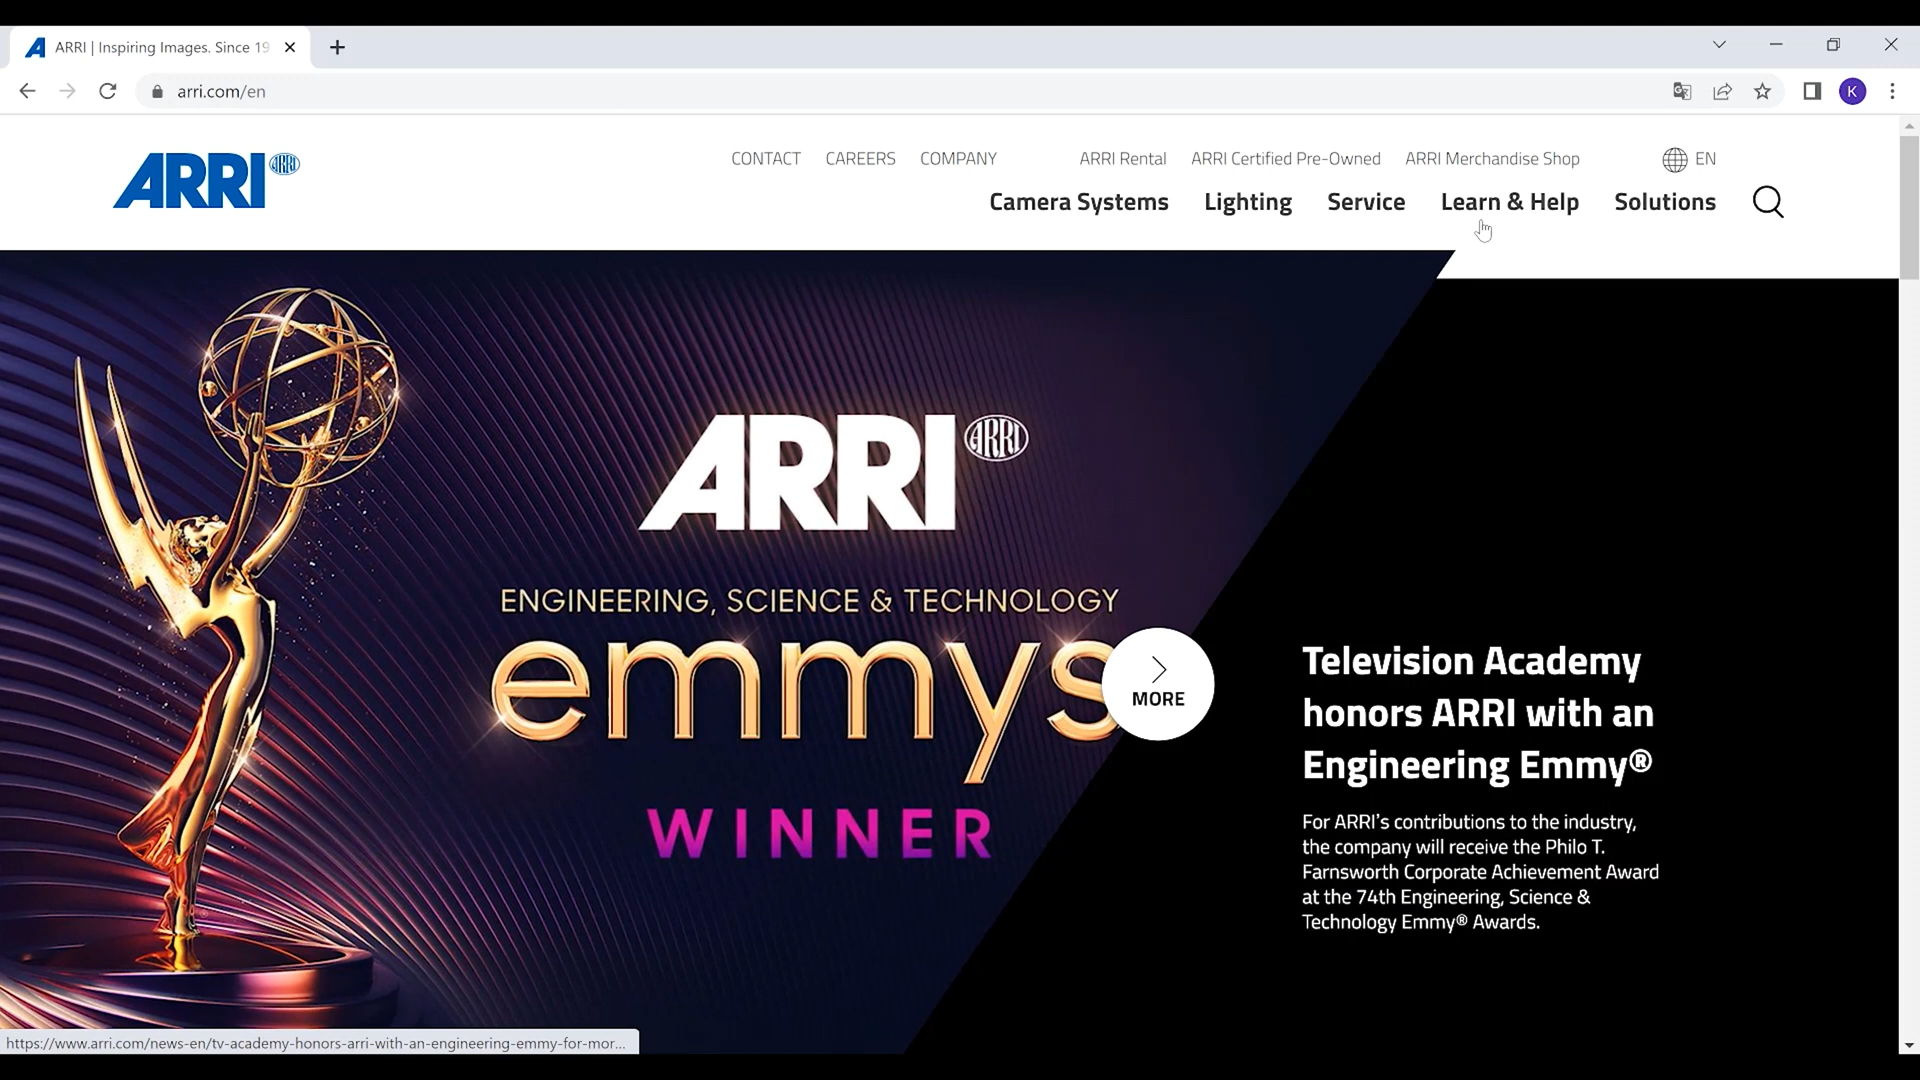 ARRI | Inspiring Images. Since 19
arri.com/en
K
ARRI ARRI
CONTACT CAREERS COMPANY ARRI Rental ARRI Certified Pre-Owned ARRI Merchandise Shop EN
Camera Systems Lighting Service Learn & Help Solutions
ARRI ARRI
ENGINEERING, SCIENCE & TECHNOLOGY
emmys
WINNER
MORE
Television Academy
honors ARRI with an
Engineering Emmy®
For ARRI's contributions to the industry,
the company will receive the Philo T.
Farnsworth Corporate Achievement Award
at the 74th Engineering, Science &
Technology Emmy® Awards.
https://www.arri.com/news-en/tv-academy-honors-arri-with-an-engineering-emmy-for-mor...